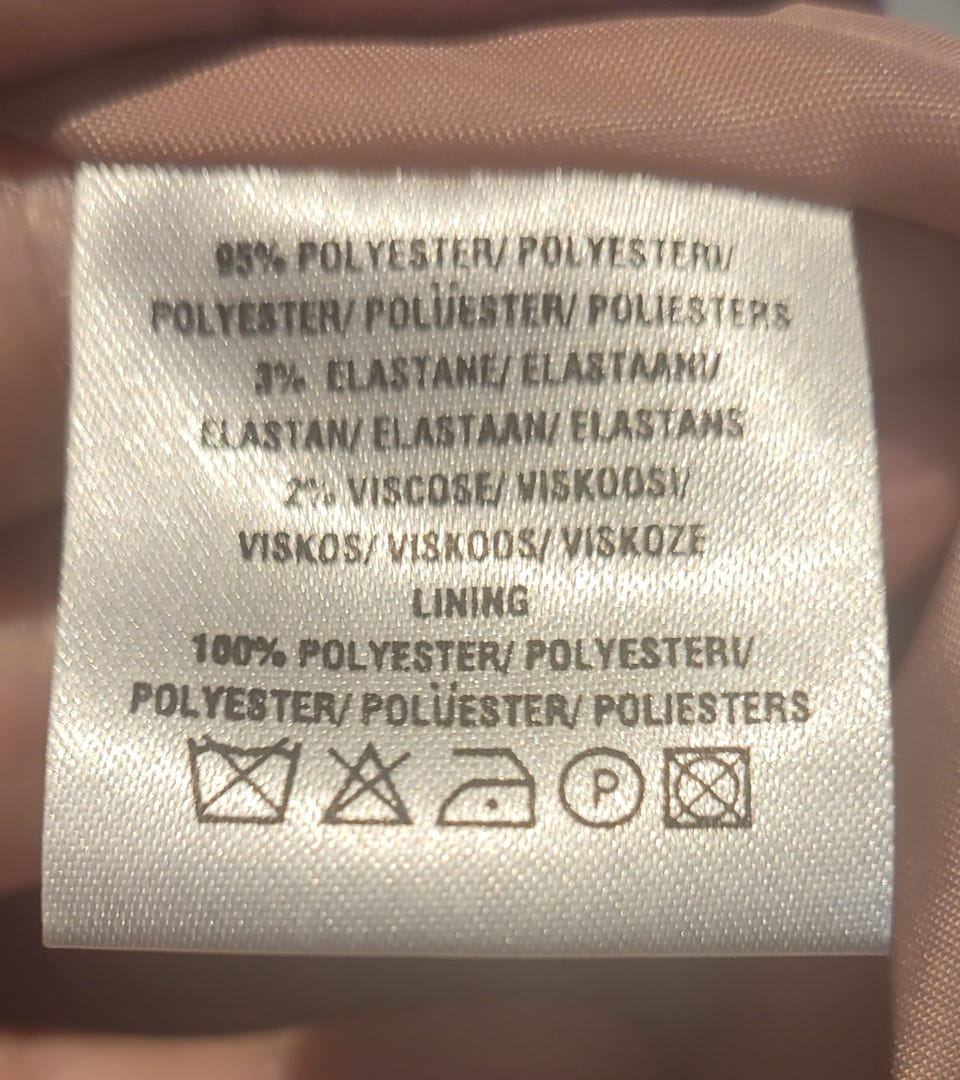 95% POLYESTER/ POLYESTERI/
POLYESTER/ POLÜESTER/ POLIESTERS
3% ELASTANE/ ELASTAANI/
ELASTAN/ ELASTAAN/ ELASTANS
2% VISCOSE/ VISKOOSI/
VISKOS/ VISKOOS/ VISKOZE
LINING
100% POLYESTER/ POLYESTERI/
POLYESTER/ POLÜESTER/ POLIESTERS
P